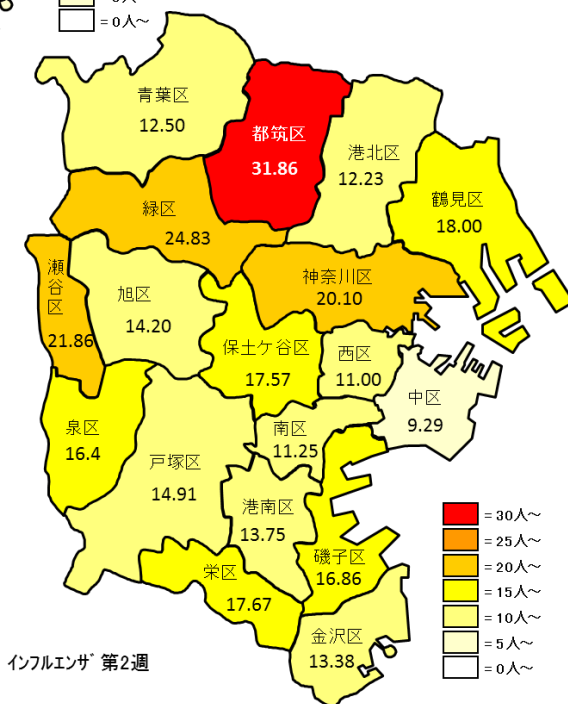 = 0人～
青葉区
12.50
都筑区
31.86
港北区
12.23
鶴見区
18.00
緑区
24.83
瀬谷区
21.86
旭区
14.20
神奈川区
20.10
保土ケ谷区
17.57
西区
11.00
中区
9.29
泉区
16.4
戸塚区
14.91
南区
11.25
港南区
13.75
磯子区
16.86
栄区
17.67
金沢区
13.38
= 30人～
= 25人～
= 20人～
= 15人～
= 10人～
= 5人～
= 0人～
インフルエンザ 第2週